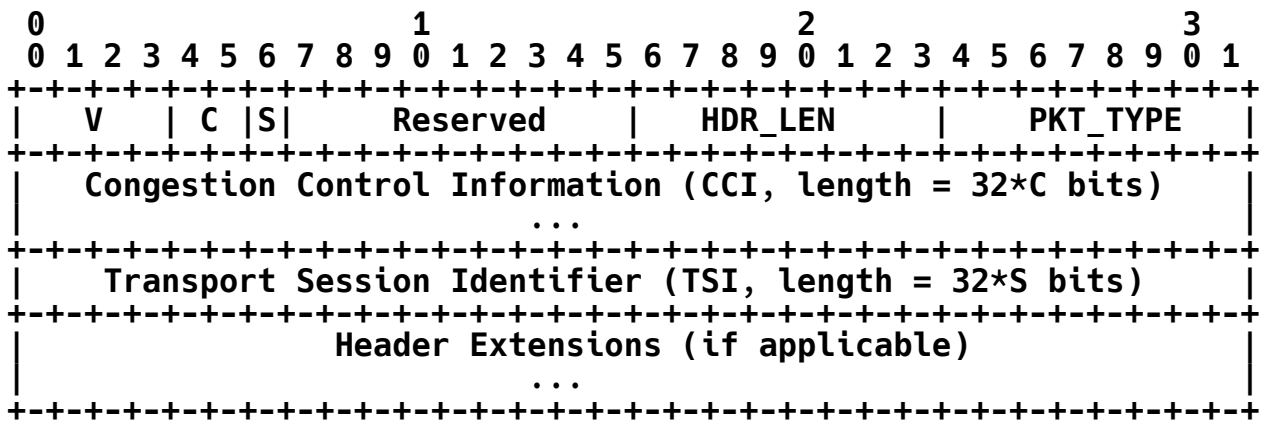 0                   1                   2                   3
 0 1 2 3 4 5 6 7 8 9 0 1 2 3 4 5 6 7 8 9 0 1 2 3 4 5 6 7 8 9 0 1
+-+-+-+-+-+-+-+-+-+-+-+-+-+-+-+-+-+-+-+-+-+-+-+-+-+-+-+-+-+-+-+-+
|   V   | C |S|     Reserved    |   HDR_LEN     |    PKT_TYPE   |
+-+-+-+-+-+-+-+-+-+-+-+-+-+-+-+-+-+-+-+-+-+-+-+-+-+-+-+-+-+-+-+-+
|   Congestion Control Information (CCI, length = 32*C bits)    |
|                          ...                                  |
+-+-+-+-+-+-+-+-+-+-+-+-+-+-+-+-+-+-+-+-+-+-+-+-+-+-+-+-+-+-+-+-+
|    Transport Session Identifier (TSI, length = 32*S bits)     |
+-+-+-+-+-+-+-+-+-+-+-+-+-+-+-+-+-+-+-+-+-+-+-+-+-+-+-+-+-+-+-+-+
|                Header Extensions (if applicable)              |
|                          ...                                  |
+-+-+-+-+-+-+-+-+-+-+-+-+-+-+-+-+-+-+-+-+-+-+-+-+-+-+-+-+-+-+-+-+